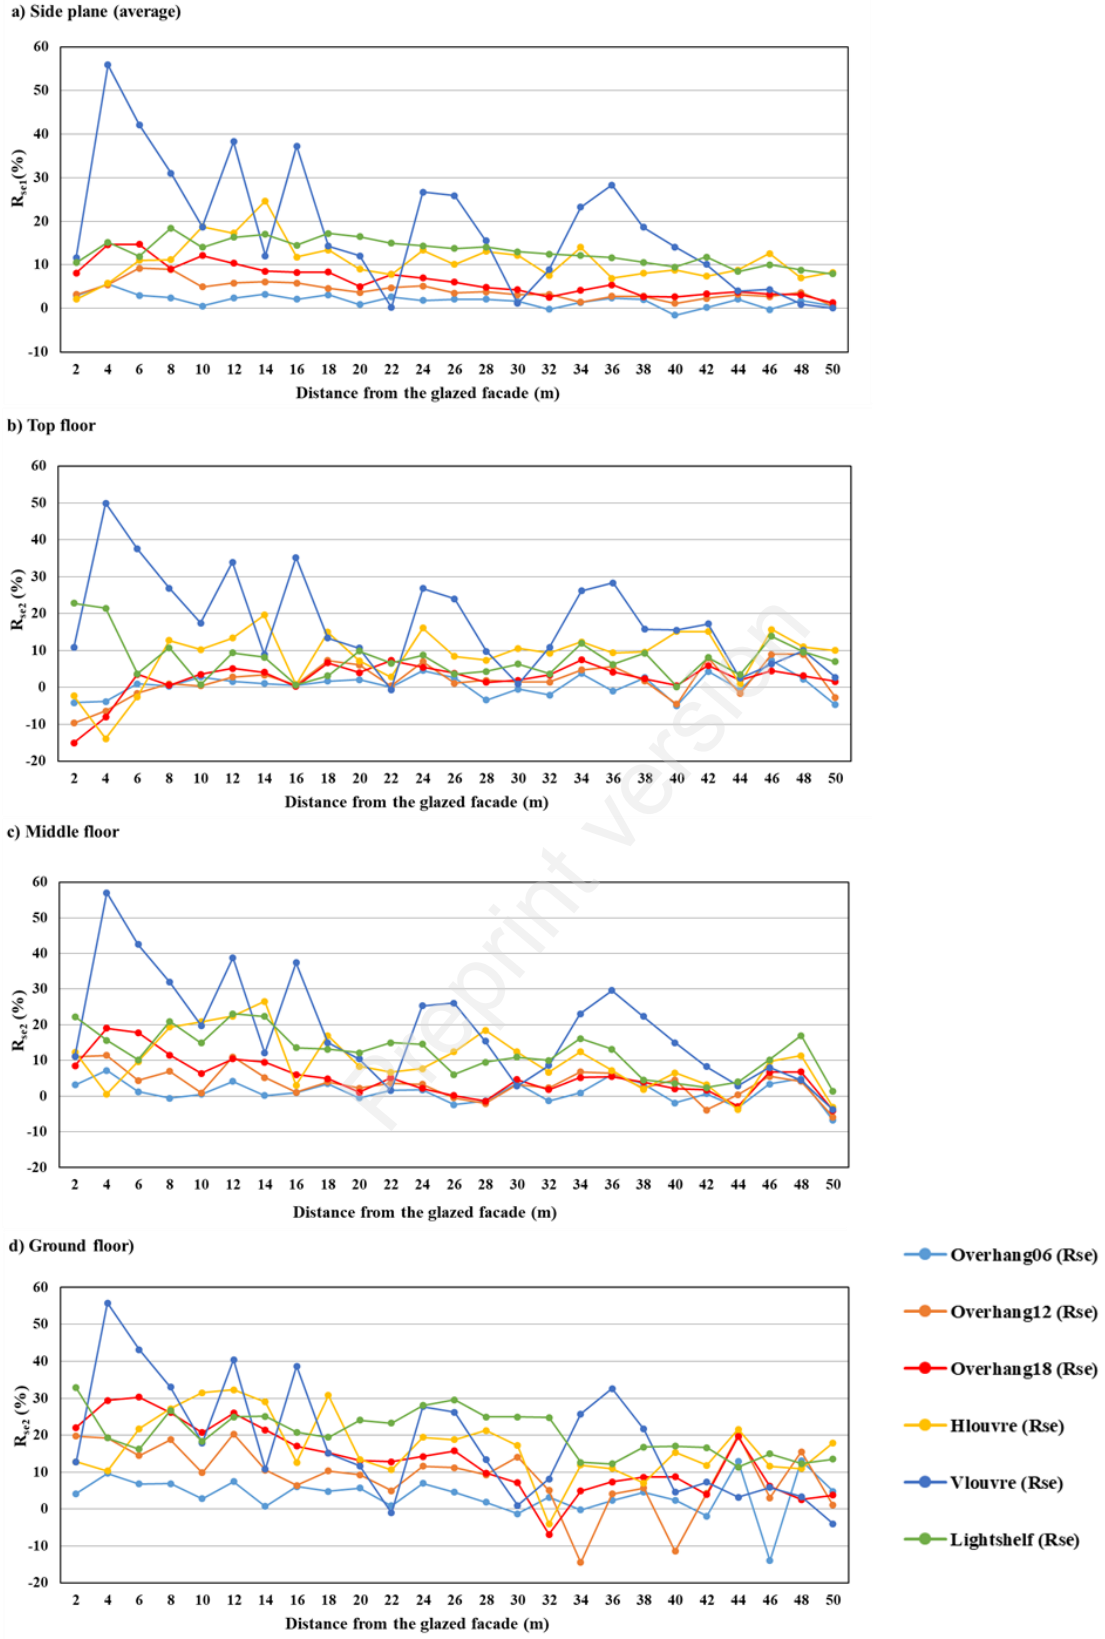 a) Side plane (average)
60
50
40
30
20
10
0
-10
Rse1(%)
2 4 6 8 10 12 14 16 18 20 22 24 26 28 30 32 34 36 38 40 42 44 46 48 50
Distance from the glazed facade (m)
b) Top floor
60
50
40
30
20
10
0
-10
-20
Rse2 (%)
2 4 6 8 10 12 14 16 18 20 22 24 26 28 30 32 34 36 38 40 42 44 46 48 50
Distance from the glazed facade (m)
c) Middle floor
60
50
40
30
20
10
0
-10
-20
Rse2 (%)
2 4 6 8 10 12 14 16 18 20 22 24 26 28 30 32 34 36 38 40 42 44 46 48 50
Distance from the glazed facade (m)
d) Ground floor)
60
50
40
30
20
10
0
-10
-20
Rse2 (%)
2 4 6 8 10 12 14 16 18 20 22 24 26 28 30 32 34 36 38 40 42 44 46 48 50
Distance from the glazed facade (m)
Overhang06 (Rse)
Overhang12 (Rse)
Overhang18 (Rse)
Hlouvre (Rse)
Vlouvre (Rse)
Lightshelf (Rse)
Preprint version